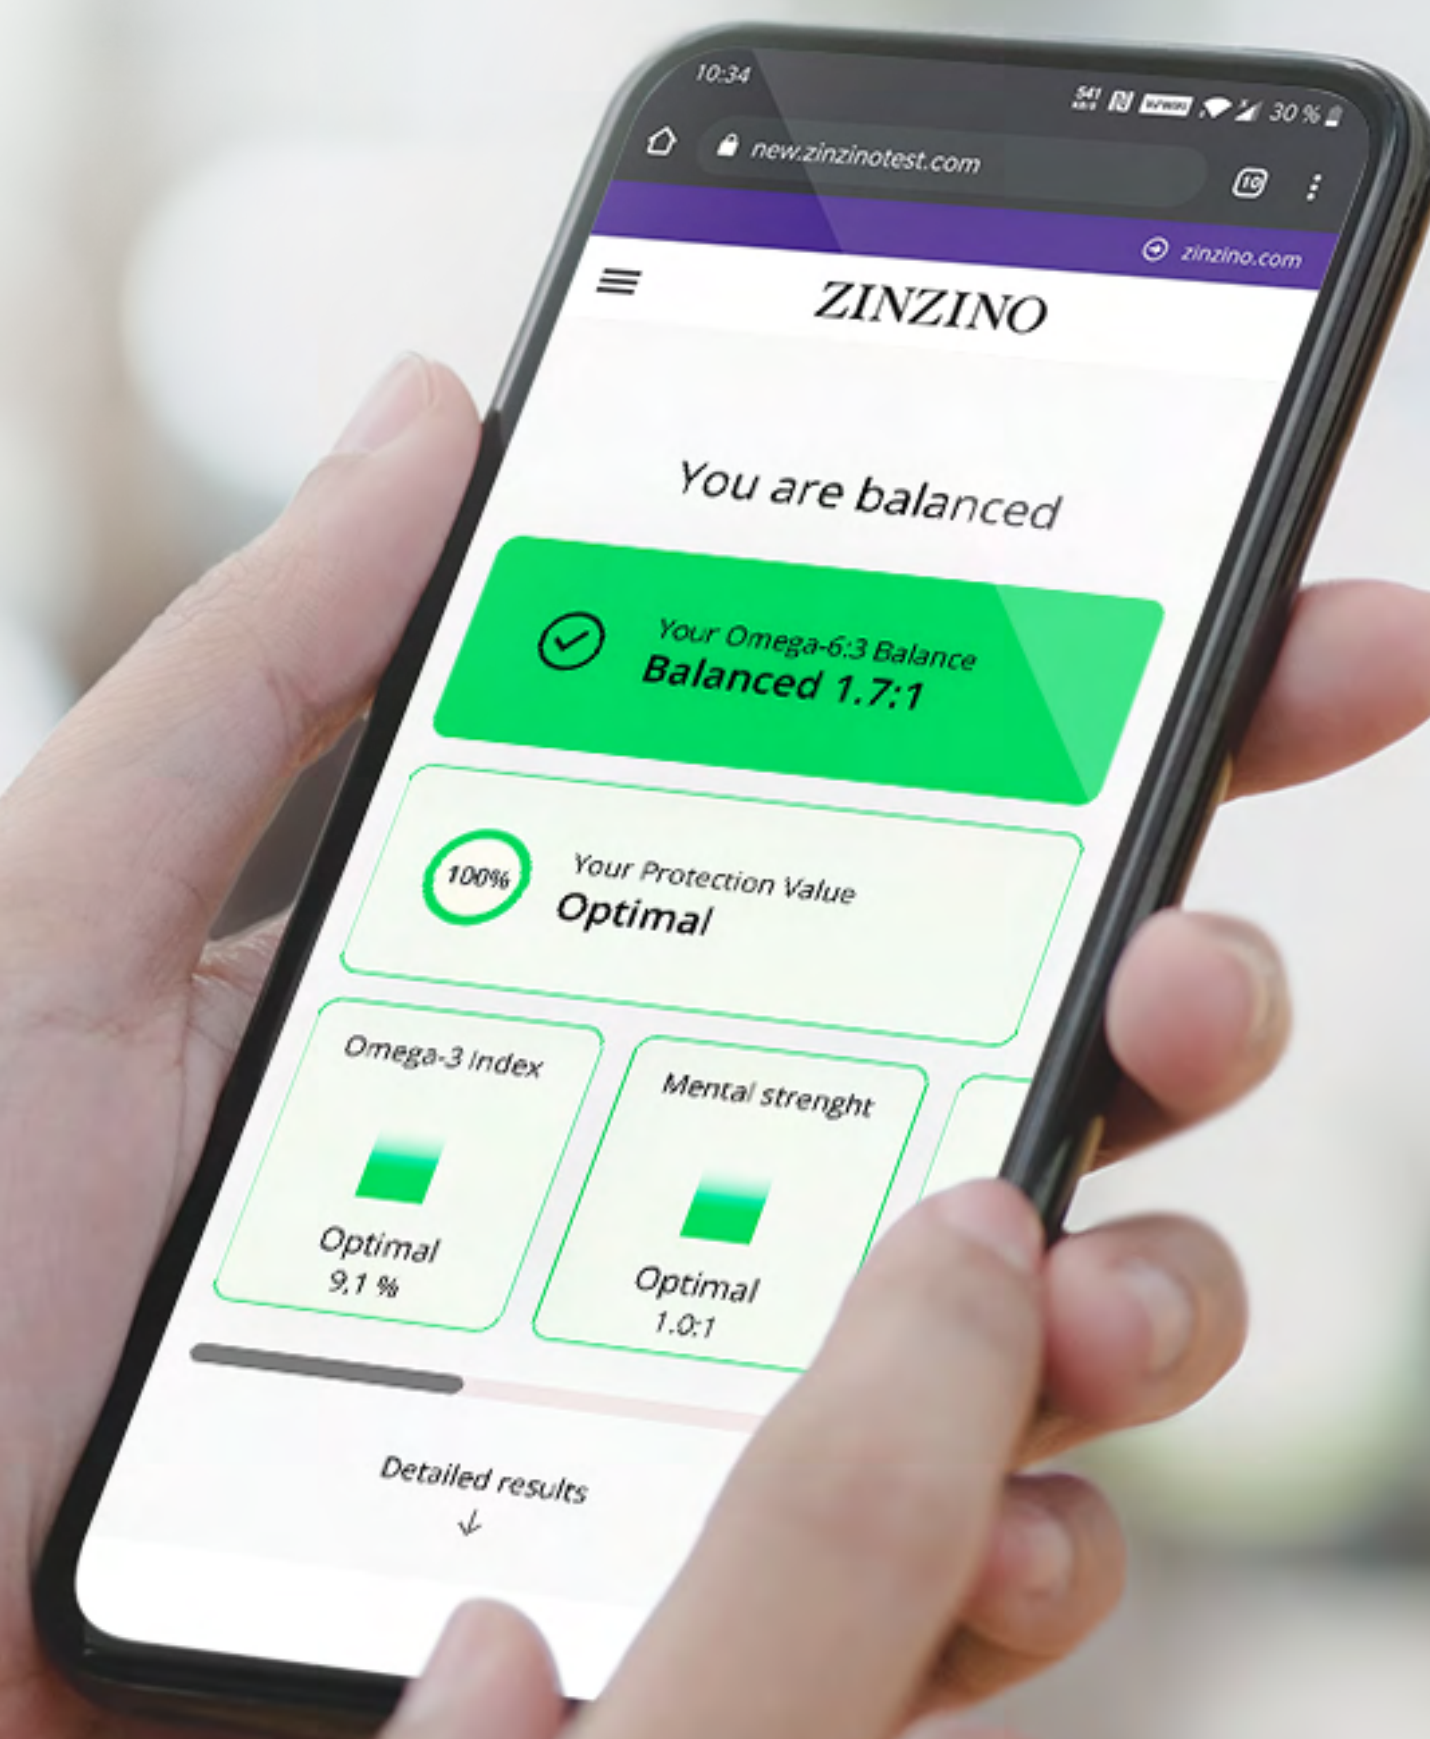 10:34
541
30 %
new.zinzinotest.com
10
zinzino.com
ZINZINO
You are balanced
Your Omega-6:3 Balance
Balanced 1.7:1
100%
Your Protection Value
Optimal
Omega-3 Index
Optimal
9,1 %
Mental strenght
Optimal
1.0:1
Detailed results